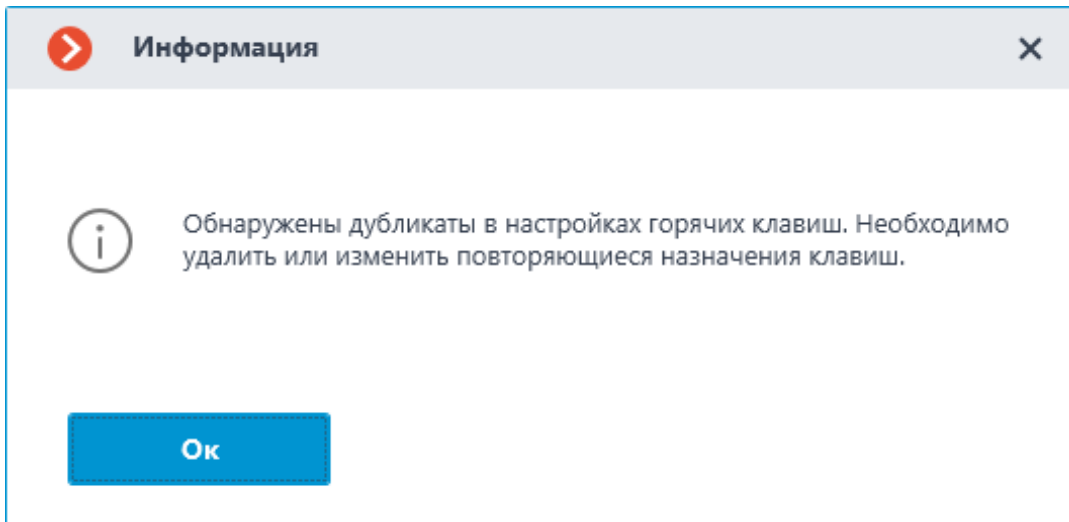 Информация
Обнаружены дубликаты в настройках горячих клавиш. Необходимо
удалить или изменить повторяющиеся назначения клавиш.
Ок